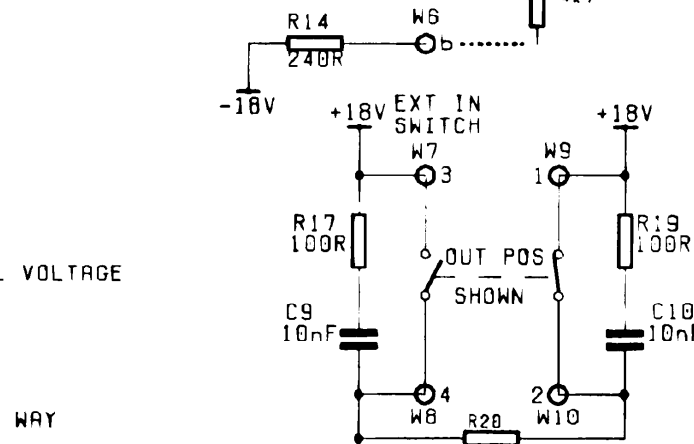 R14
240R
W6
b
-18V
+18V
EXT IN
SWITCH
+18V
W7
3
W9
1
R17
100R
R19
100R
OUT POS
SHOWN
L VOLTAGE
C9
10nF
C10
10nF
4
W8
2
W10
R20
WAY